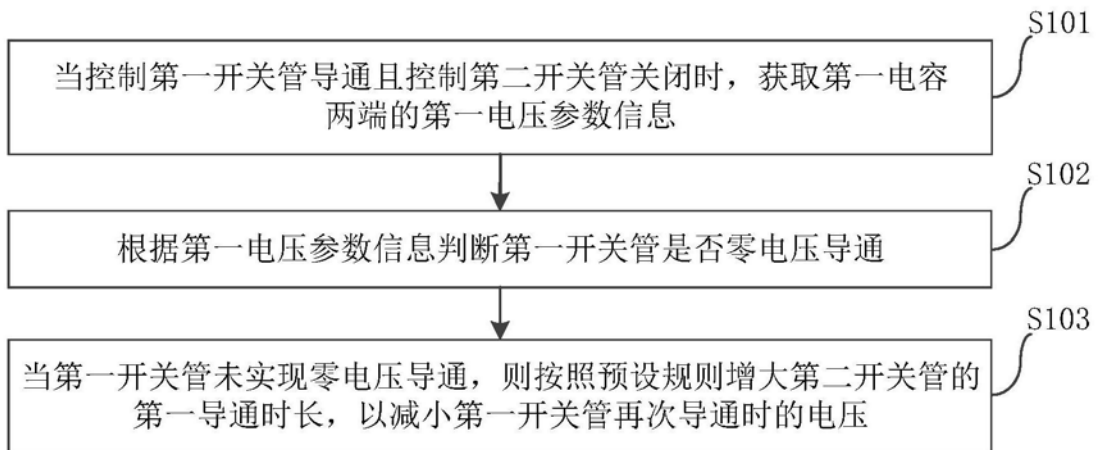 S101
当控制第一开关管导通且控制第二开关管关闭时，获取第一电容
两端的第一电压参数信息
S102
根据第一电压参数信息判断第一开关管是否零电压导通
S103
当第一开关管未实现零电压导通，则按照预设规则增大第二开关管的
第一导通时长，以减小第一开关管再次导通时的电压